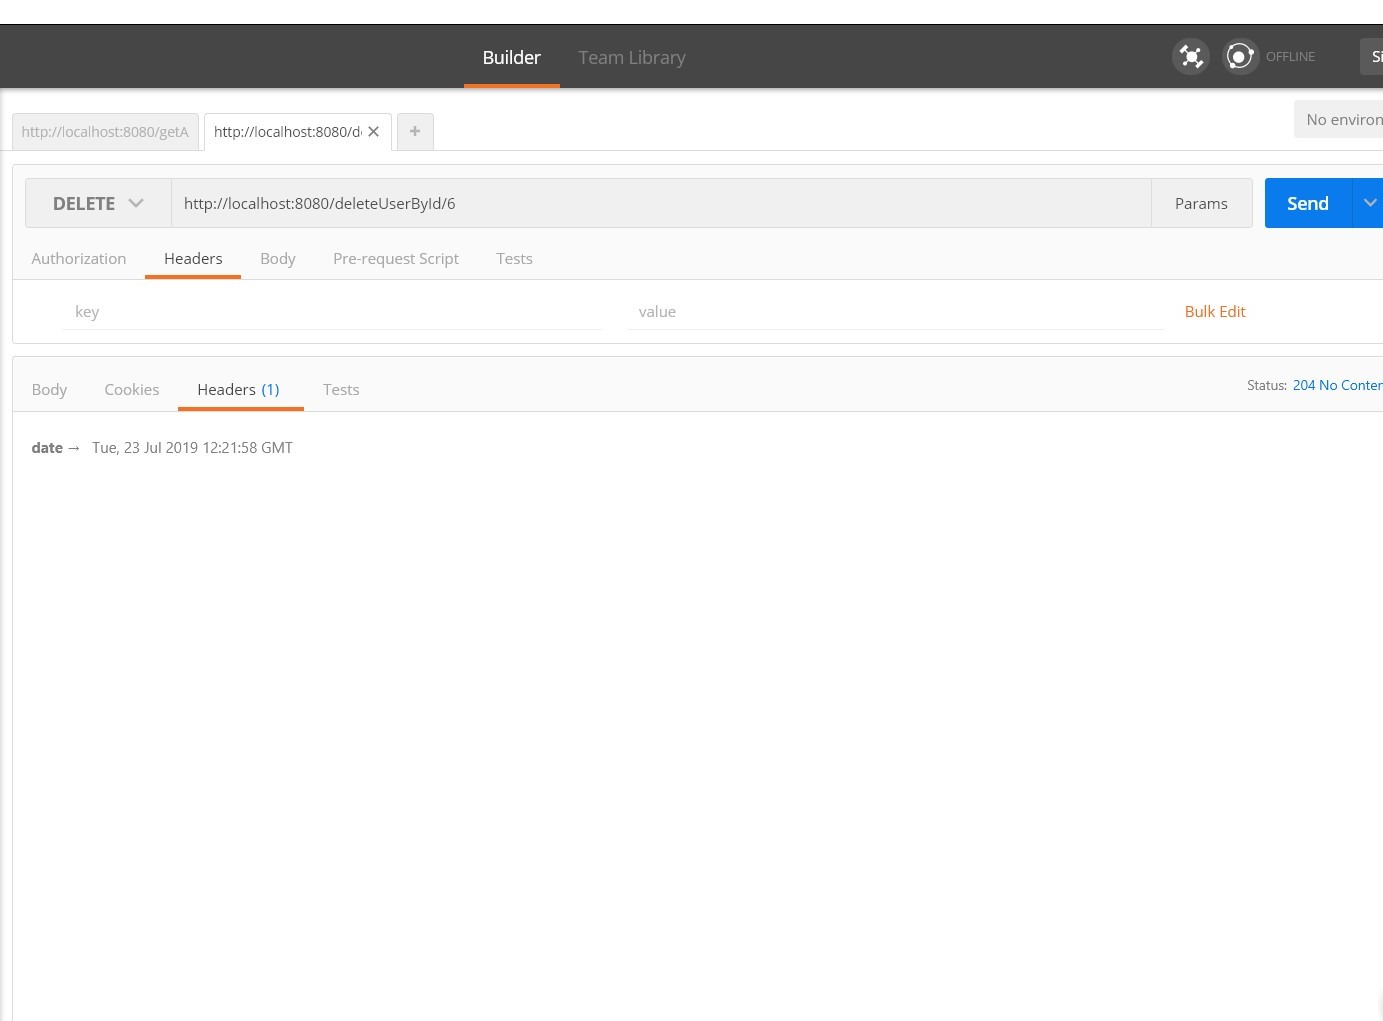 Builder Team Library
OFFLINE
Si
http://localhost:8080/getA http://localhost:8080/d +
No environ
DELETE http://localhost:8080/deleteUserById/6 Params Send
Authorization Headers Body Pre-request Script Tests
key value Bulk Edit
Body Cookies Headers (1) Tests Status: 204 No Conten
date → Tue, 23 Jul 2019 12:21:58 GMT